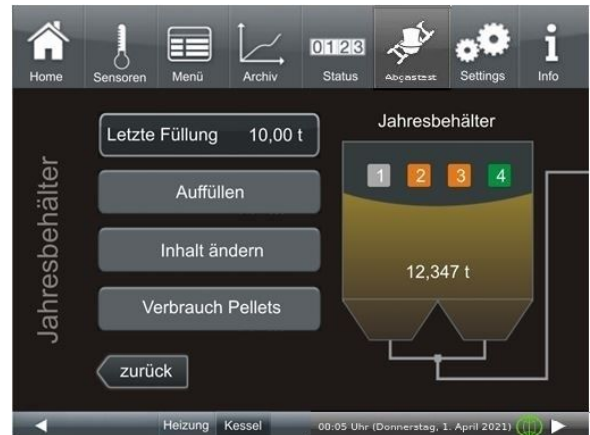 0123
Home Sensoren Menü Archiv Status Abgastest Settings Info
Jahresbehälter
Letzte Füllung 10,00 t
Auffüllen
Inhalt ändern
Verbrauch Pellets
zurück
Jahresbehälter
1 2 3 4
12,347 t
Heizung Kessel 00:05 Uhr (Donnerstag, 1. April 2021)